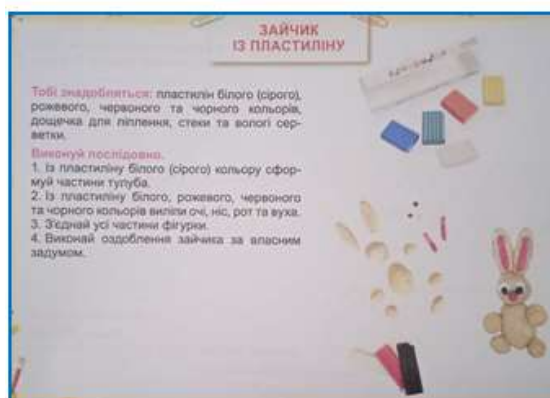 ЗАЙЧИК
ІЗ ПЛАСТИЛІНУ
Тобі знадобляться: пластилін білого (сірого),
рожевого, червоного та чорного кольорів,
дощечка для ліплення, стеки та вологі сер-
ветки.
Виконуй послідовно.
1. Із пластиліну білого (сірого) кольору сфор-
муй частини тулуба.
2. Із пластиліну білого, рожевого, червоного
та чорного кольорів виліпи очі, ніс, рот та вуха.
3. З'єднай усі частини фігурки.
4. Виконай оздоблення зайчика за власним
задумом.